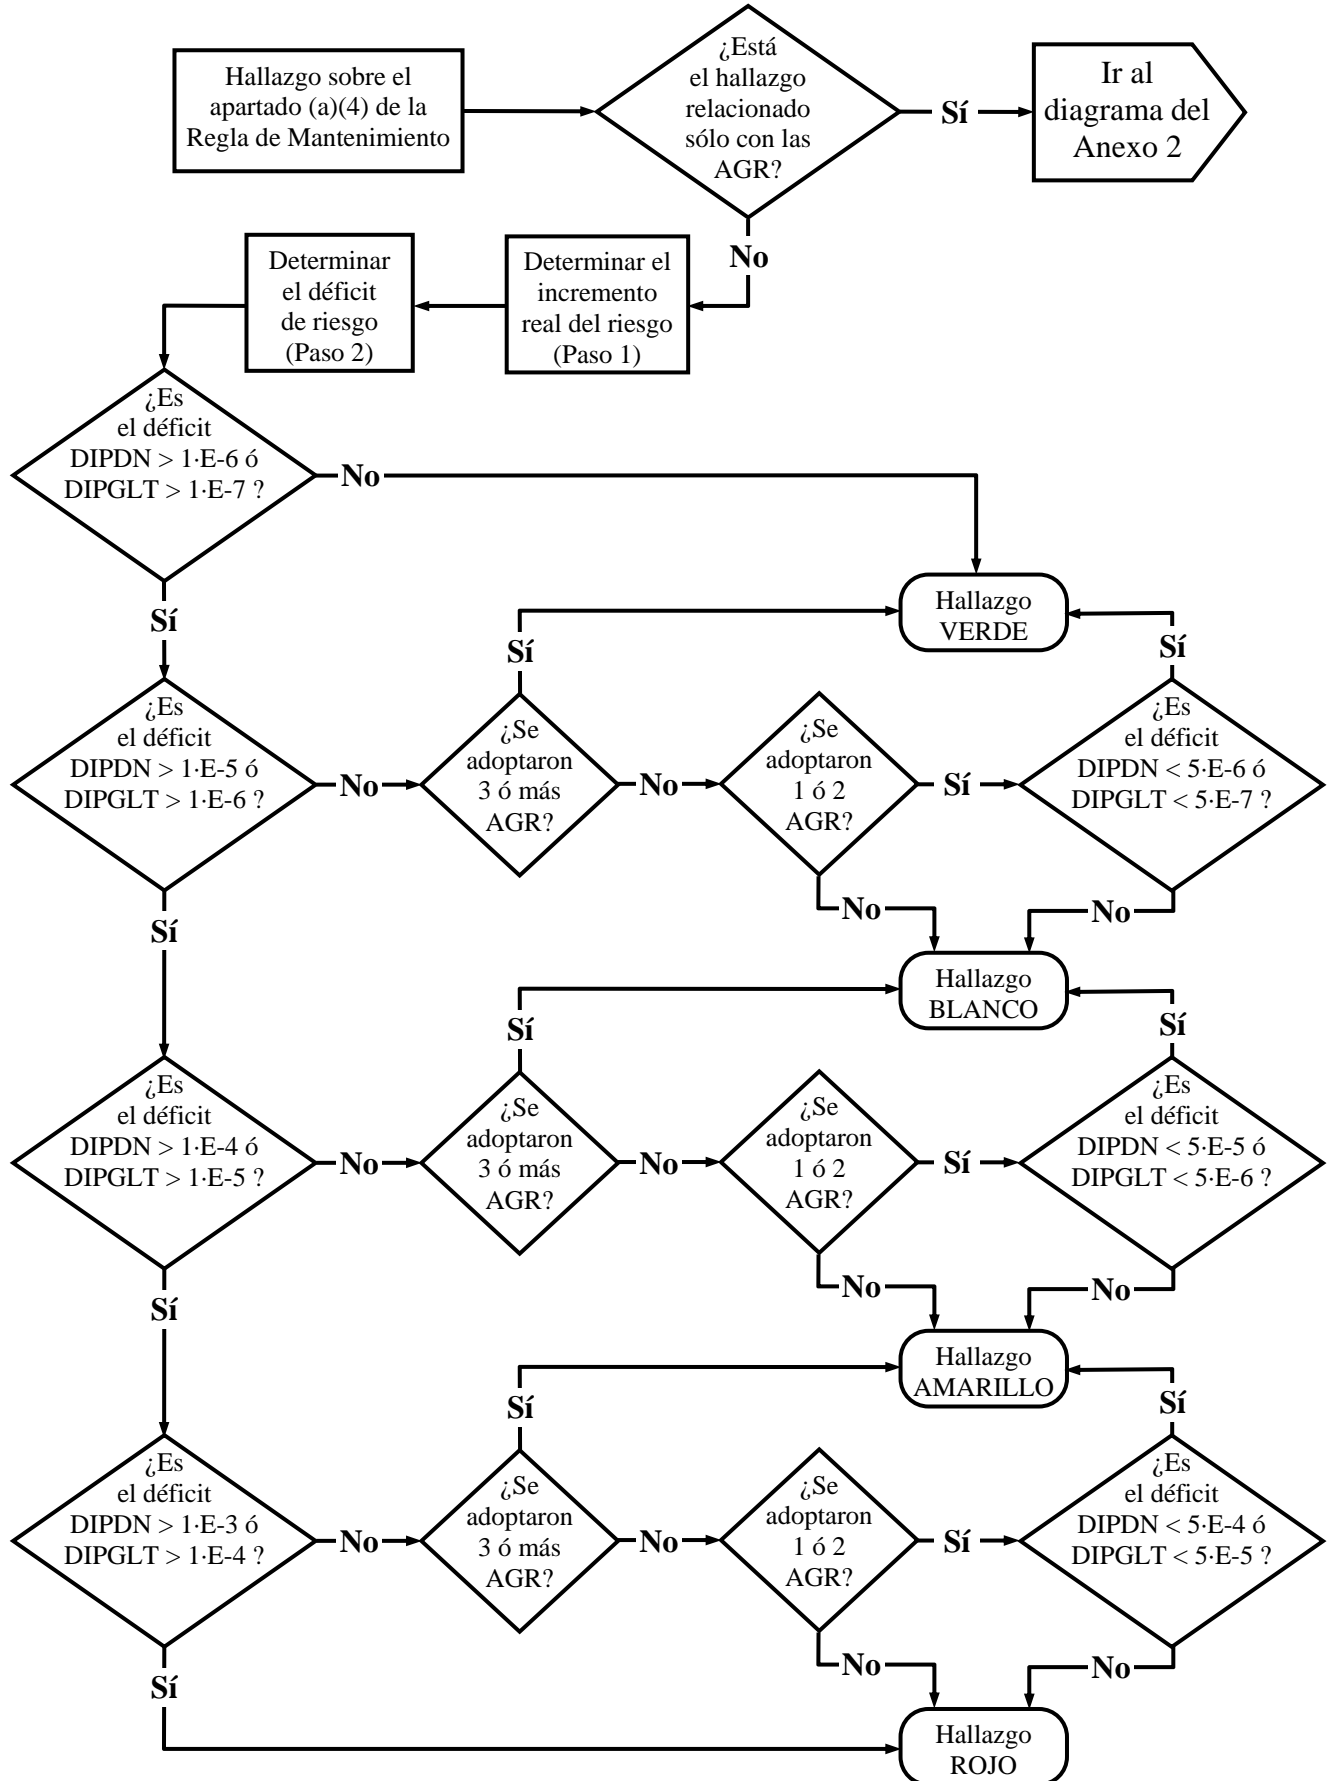 Hallazgo sobre el
apartado (a)(4) de la
Regla de Mantenimiento
¿Está
el hallazgo
relacionado
sólo con las
AGR?
Sí
Ir al
diagrama del
Anexo 2
No
Determinar el
incremento
real del riesgo
(Paso 1)
Determinar
el déficit
de riesgo
(Paso 2)
¿Es
el déficit
DIPDN > 1·E-6 ó
DIPGLT > 1·E-7 ?
No
Hallazgo
VERDE
Sí
Sí
Sí
¿Es
el déficit
DIPDN > 1·E-5 ó
DIPGLT > 1·E-6 ?
No
¿Se
adoptaron
3 ó más
AGR?
No
¿Se
adoptaron
1 ó 2
AGR?
Sí
¿Es
el déficit
DIPDN < 5·E-6 ó
DIPGLT < 5·E-7 ?
No
No
Sí
Hallazgo
BLANCO
Sí
Sí
¿Es
el déficit
DIPDN > 1·E-4 ó
DIPGLT > 1·E-5 ?
No
¿Se
adoptaron
3 ó más
AGR?
No
¿Se
adoptaron
1 ó 2
AGR?
Sí
¿Es
el déficit
DIPDN < 5·E-5 ó
DIPGLT < 5·E-6 ?
No
No
Sí
Hallazgo
AMARILLO
Sí
Sí
¿Es
el déficit
DIPDN > 1·E-3 ó
DIPGLT > 1·E-4 ?
No
¿Se
adoptaron
3 ó más
AGR?
No
¿Se
adoptaron
1 ó 2
AGR?
Sí
¿Es
el déficit
DIPDN < 5·E-4 ó
DIPGLT < 5·E-5 ?
No
No
Sí
Hallazgo
ROJO